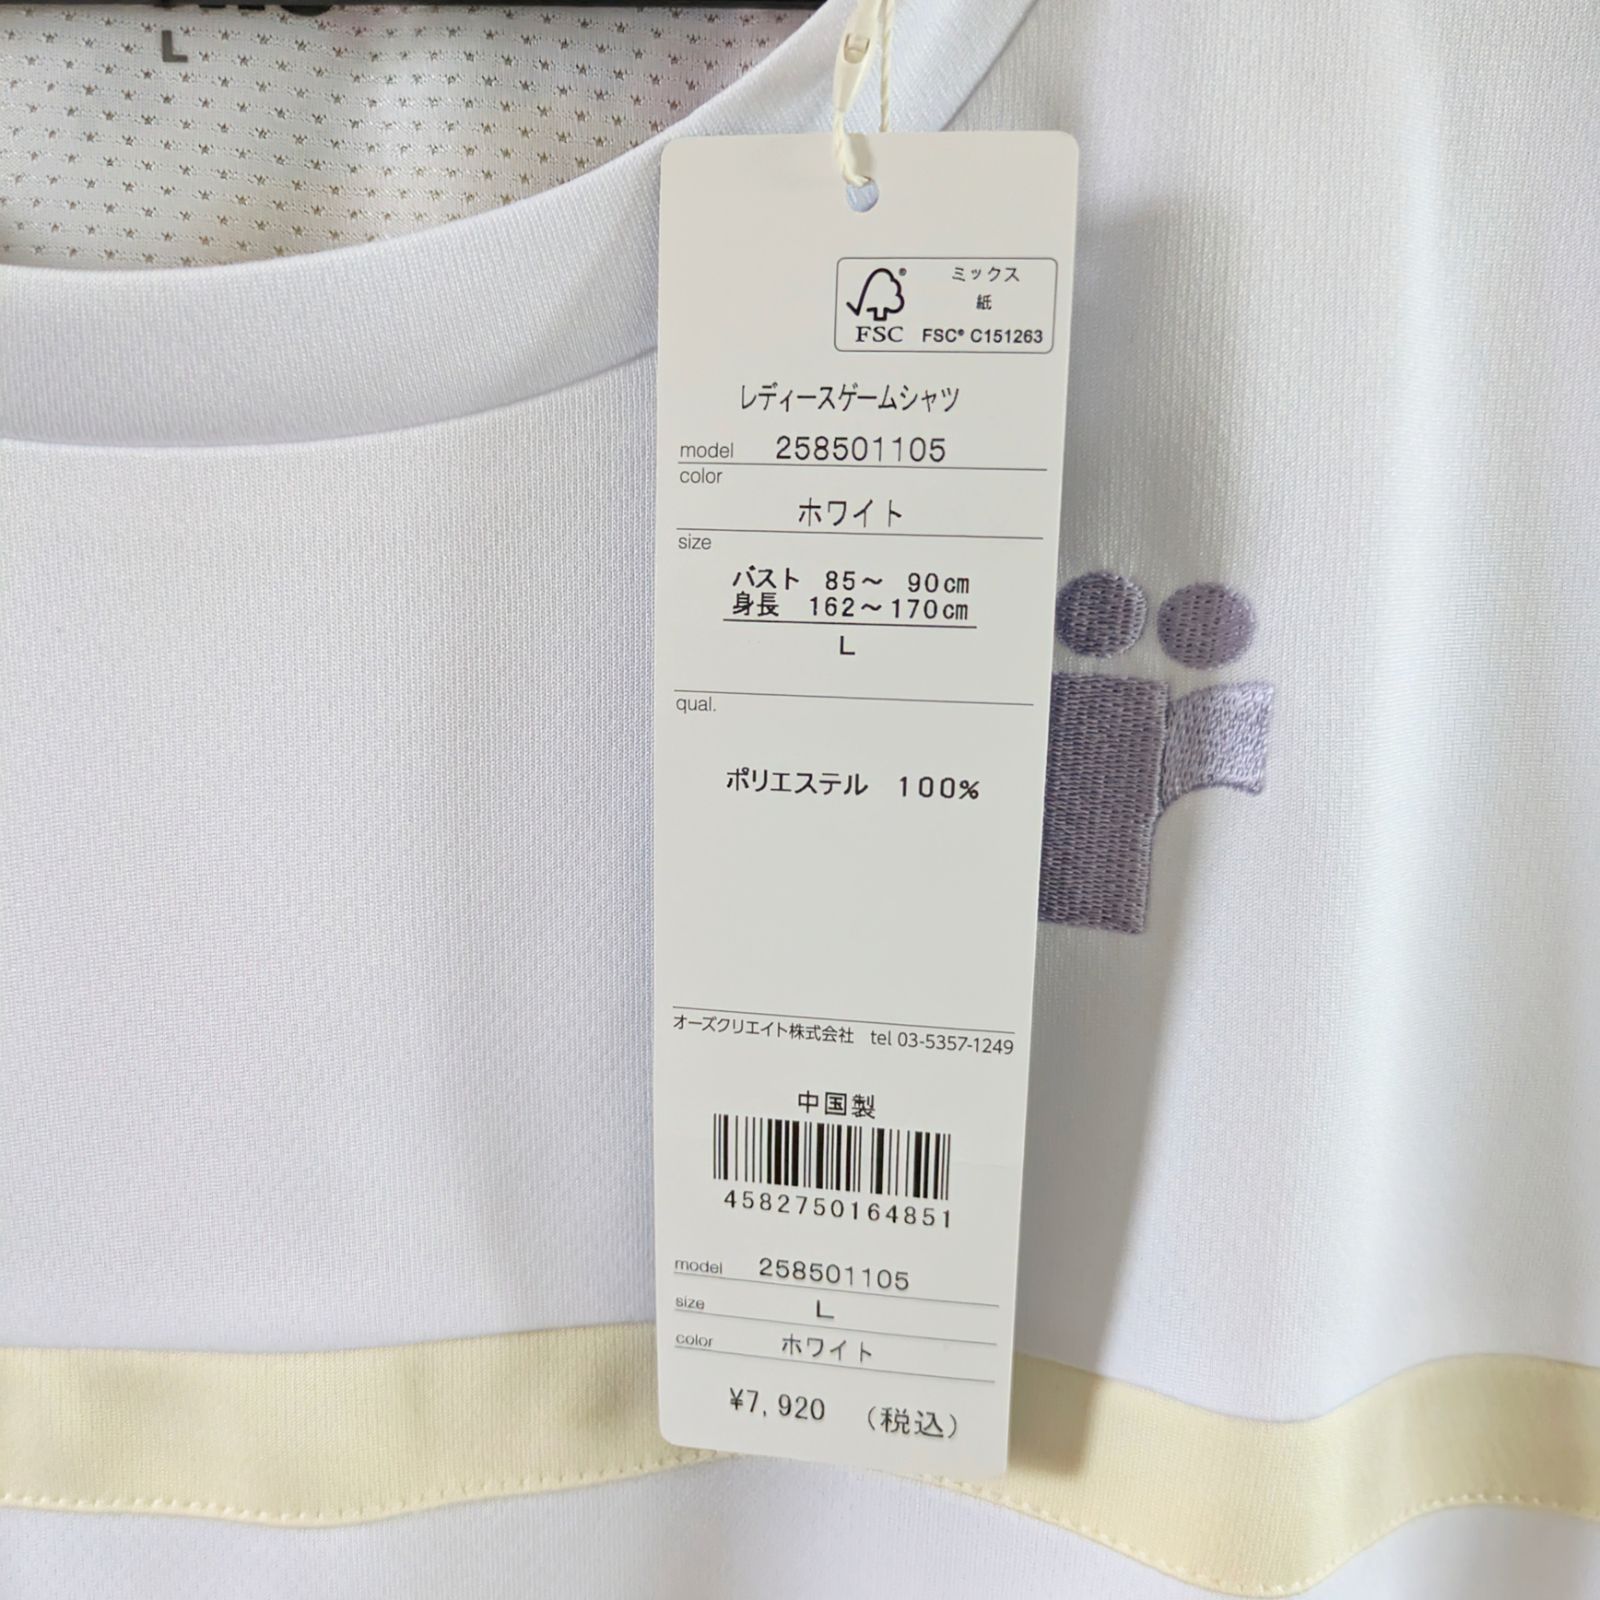 L
ミックス
紙
FSC
FSC® C151263
レディースゲームシャツ
model 258501105
color
ホワイト
size
バスト 85～ 90cm
身長 162～170cm
L
qual.
ポリエステル 100%
オーズクリエイト株式会社 tel 03-5357-1249
中国製
4582750164851
model 258501105
size L
color ホワイト
¥7,920 (税込)